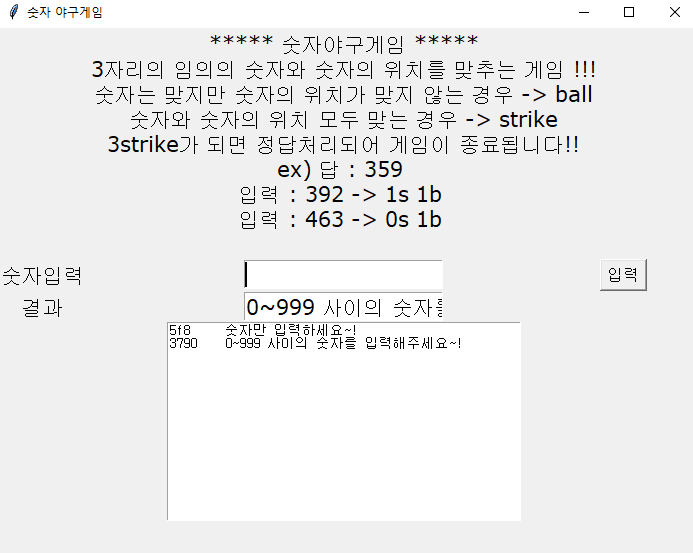 숫자 야구게임
***** 숫자야구게임 *****
3자리의 임의의 숫자와 숫자의 위치를 맞추는 게임 !!!
숫자는 맞지만 숫자의 위치가 맞지 않는 경우 -> ball
숫자와 숫자의 위치 모두 맞는 경우 -> strike
3strike가 되면 정답처리되어 게임이 종료됩니다!!
ex) 답 : 359
입력 : 392 -> 1s 1b
입력 : 463 -> 0s 1b
숫자입력 입력
결과 0~999 사이의 숫자를
5f8 숫자만 입력하세요~!
3790 0~999 사이의 숫자를 입력해주세요~!